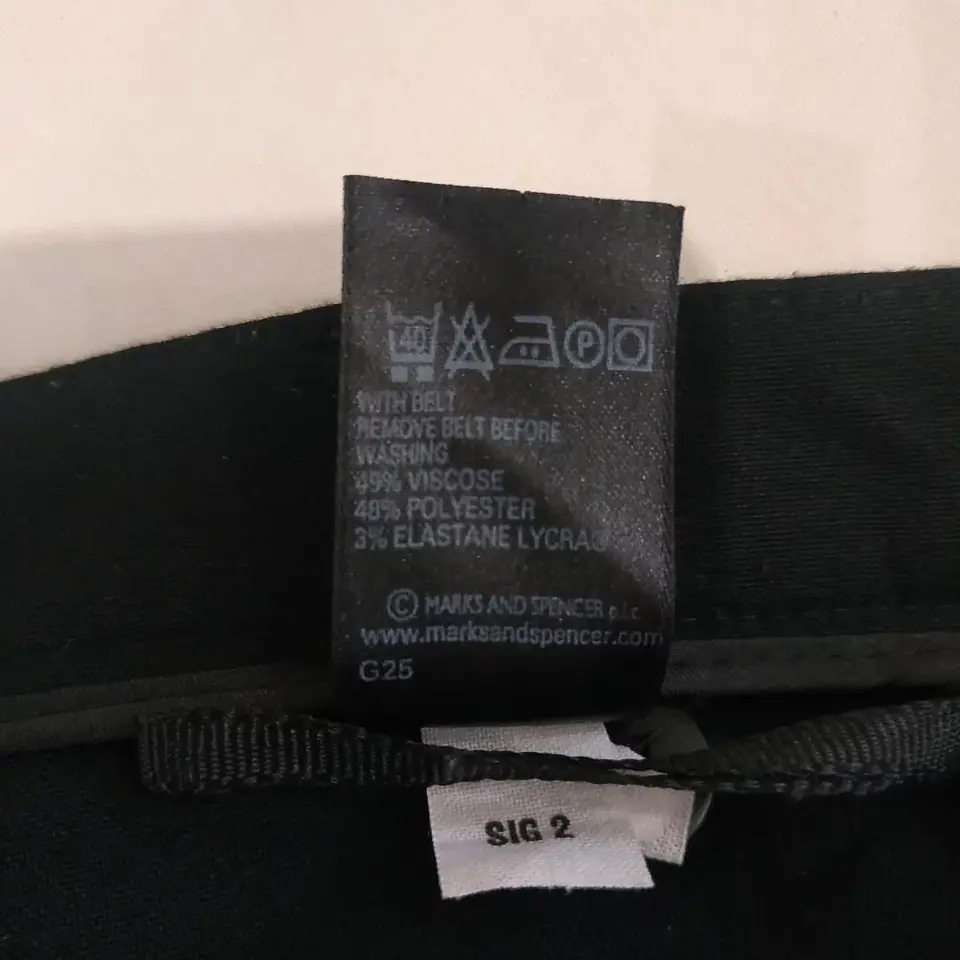 40
P
WITH BELT
REMOVE BELT BEFORE
WASHING
49% VISCOSE
48% POLYESTER
3% ELASTANE LYCRA®
© MARKS AND SPENCER p.l.c.
www.marksandspencer.com
G25
SIG 2